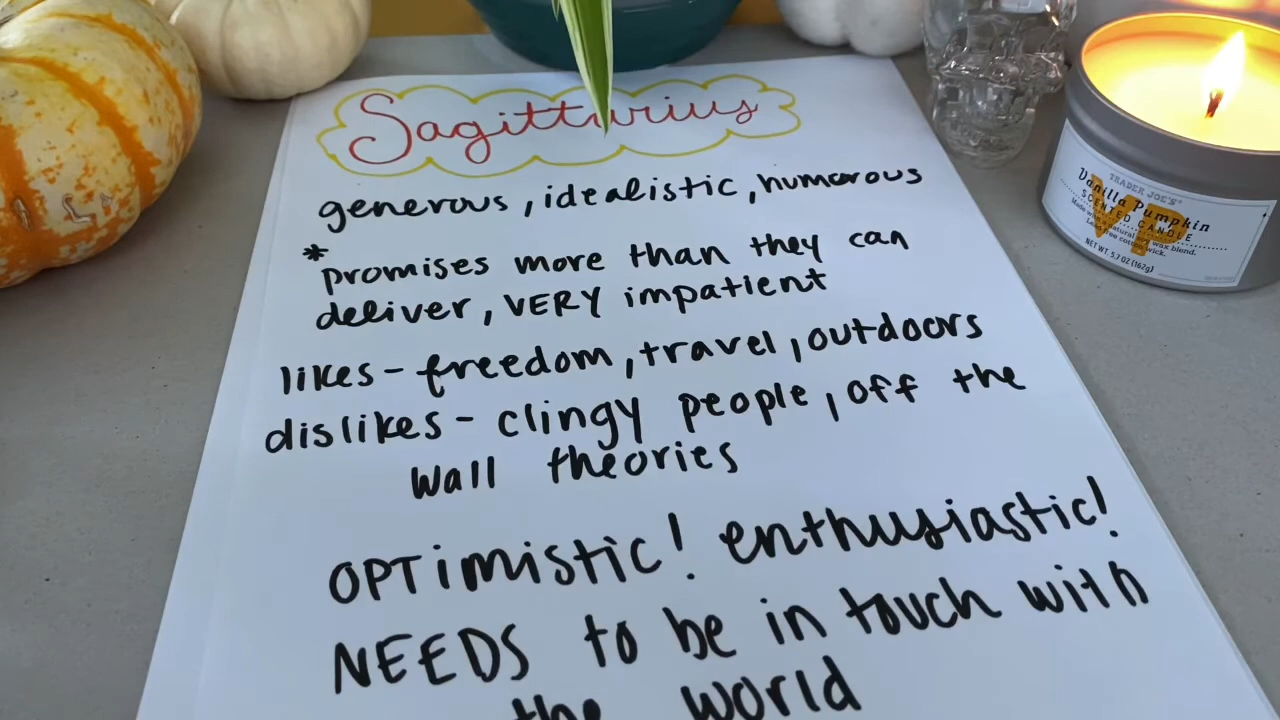 Sagittarius
generous, idealistic, humorous
* promises more than they can
deliver, VERY impatient
likes - freedom, travel, outdoors
dislikes - clingy people, off the
wall theories
OPTimistic! enthusiastic!
NEEDS to be in touch with
the world
TRADER JOE'S
Vanilla Pumpkin
SCENTED CANDLE
VP
NET WT. 5.7 OZ (162g)